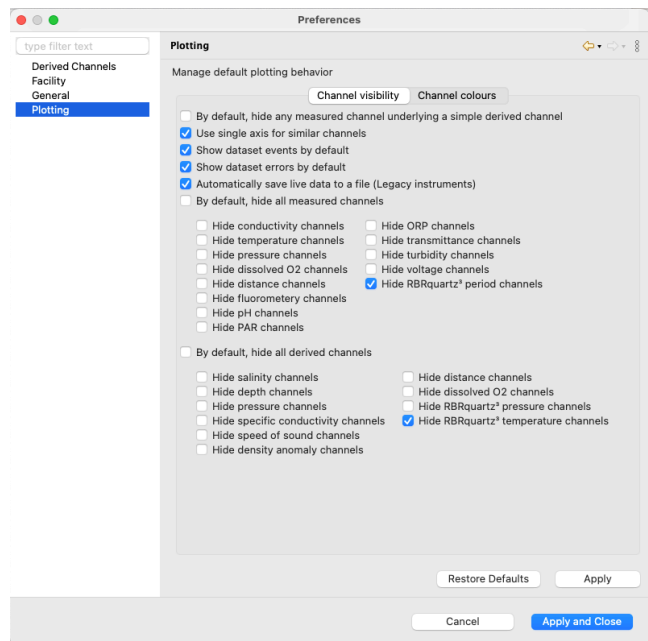 Preferences
type filter text
Derived Channels
Facility
General
Plotting
Plotting
Manage default plotting behavior
Channel visibility
Channel colours
By default, hide any measured channel underlying a simple derived channel
Use single axis for similar channels
Show dataset events by default
Show dataset errors by default
Automatically save live data to a file (Legacy instruments)
By default, hide all measured channels
Hide conductivity channels
Hide temperature channels
Hide pressure channels
Hide dissolved O2 channels
Hide distance channels
Hide fluorometery channels
Hide pH channels
Hide PAR channels
Hide ORP channels
Hide transmittance channels
Hide turbidity channels
Hide voltage channels
Hide RBRquartz³ period channels
By default, hide all derived channels
Hide salinity channels
Hide depth channels
Hide pressure channels
Hide specific conductivity channels
Hide speed of sound channels
Hide density anomaly channels
Hide distance channels
Hide dissolved O2 channels
Hide RBRquartz³ pressure channels
Hide RBRquartz³ temperature channels
Restore Defaults
Apply
Cancel
Apply and Close